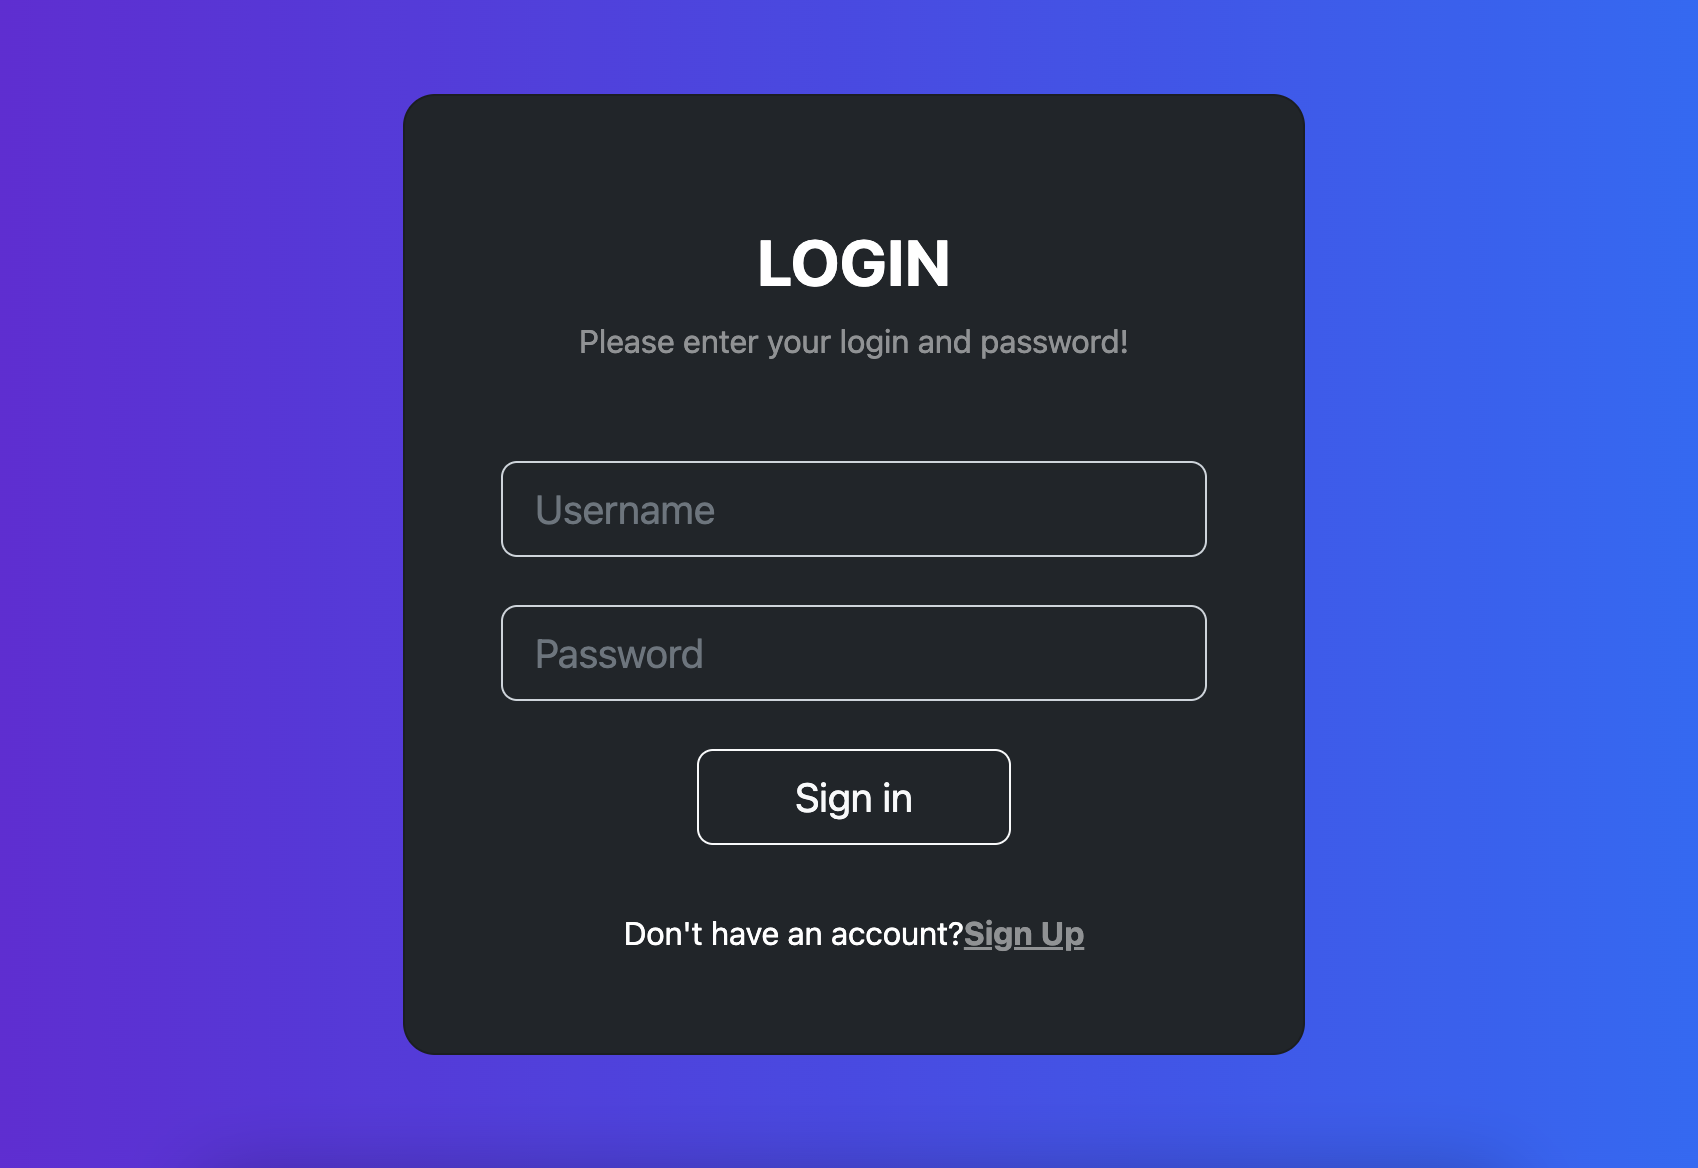 LOGIN
Please enter your login and password!
Username
Password
Sign in
Don't have an account?Sign Up